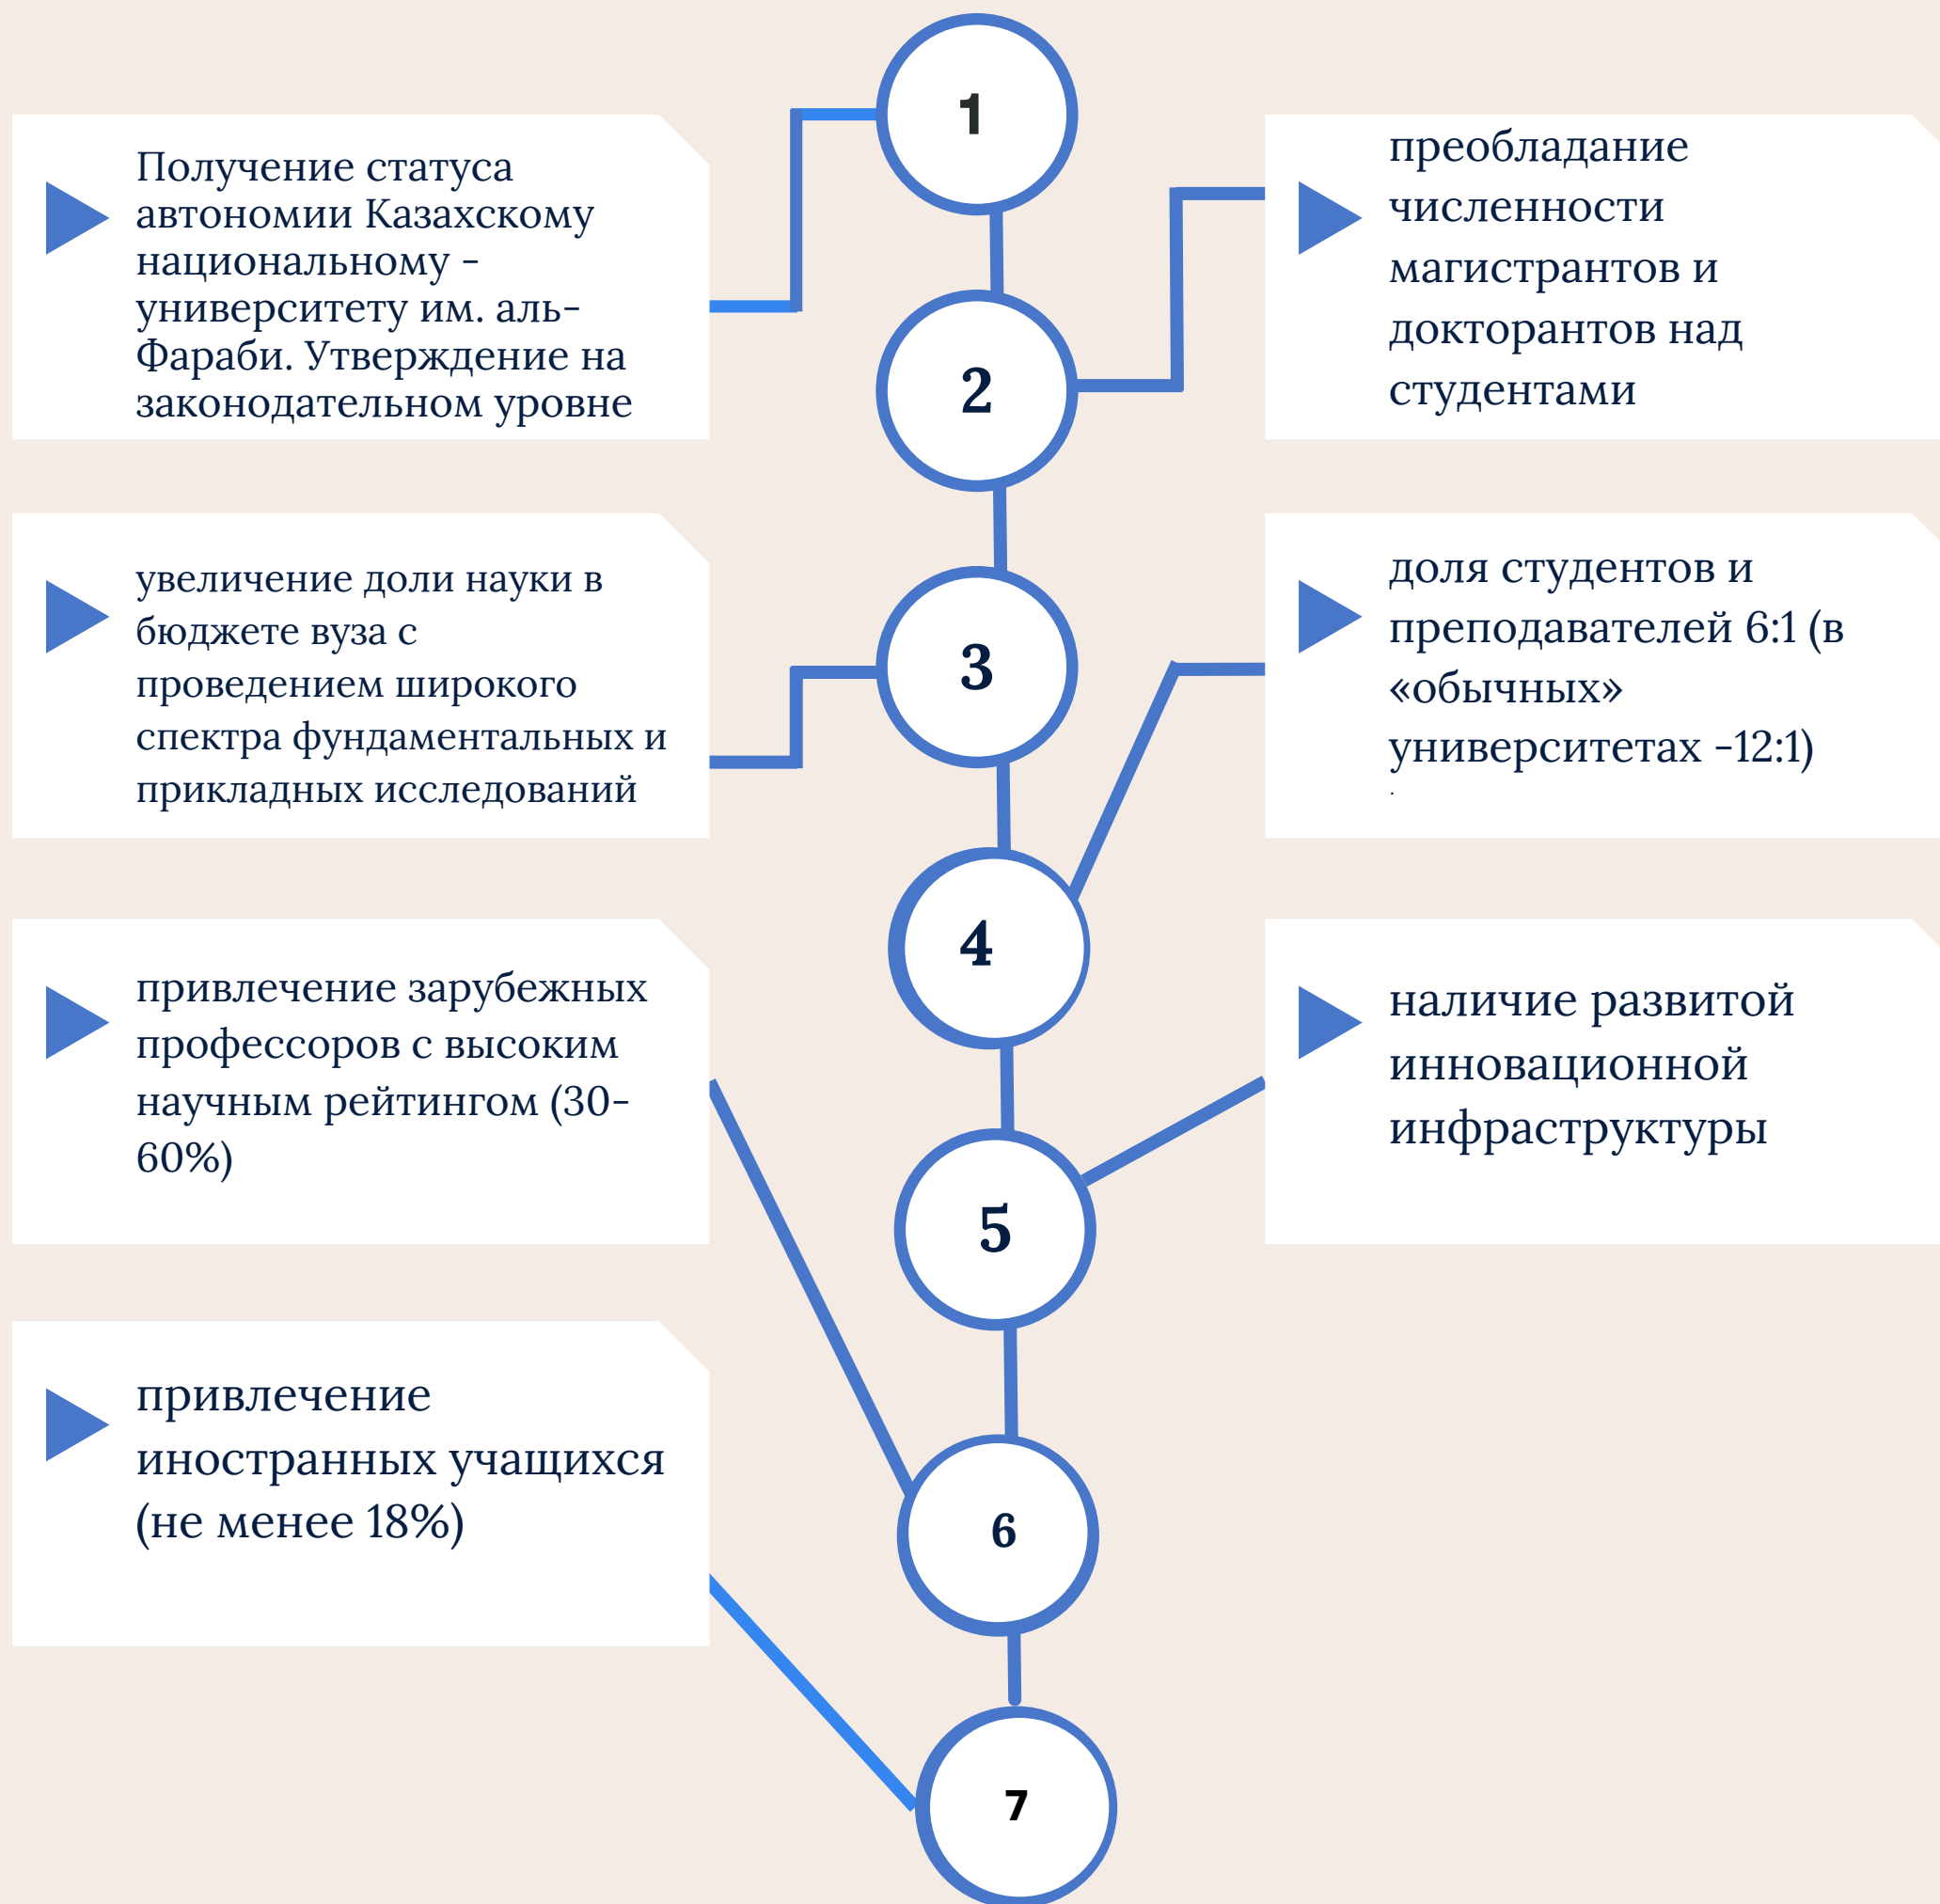 1
Получение статуса
автономии Казахскому
национальному -
университету им. аль-
Фараби. Утверждение на
законодательном уровне
2
преобладание
численности
магистрантов и
докторантов над
студентами
3
увеличение доли науки в
бюджете вуза с
проведением широкого
спектра фундаментальных и
прикладных исследований
4
доля студентов и
преподавателей 6:1 (в
«обычных»
университетах -12:1)
.
5
наличие развитой
инновационной
инфраструктуры
6
привлечение зарубежных
профессоров с высоким
научным рейтингом (30-
60%)
7
привлечение
иностранных учащихся
(не менее 18%)